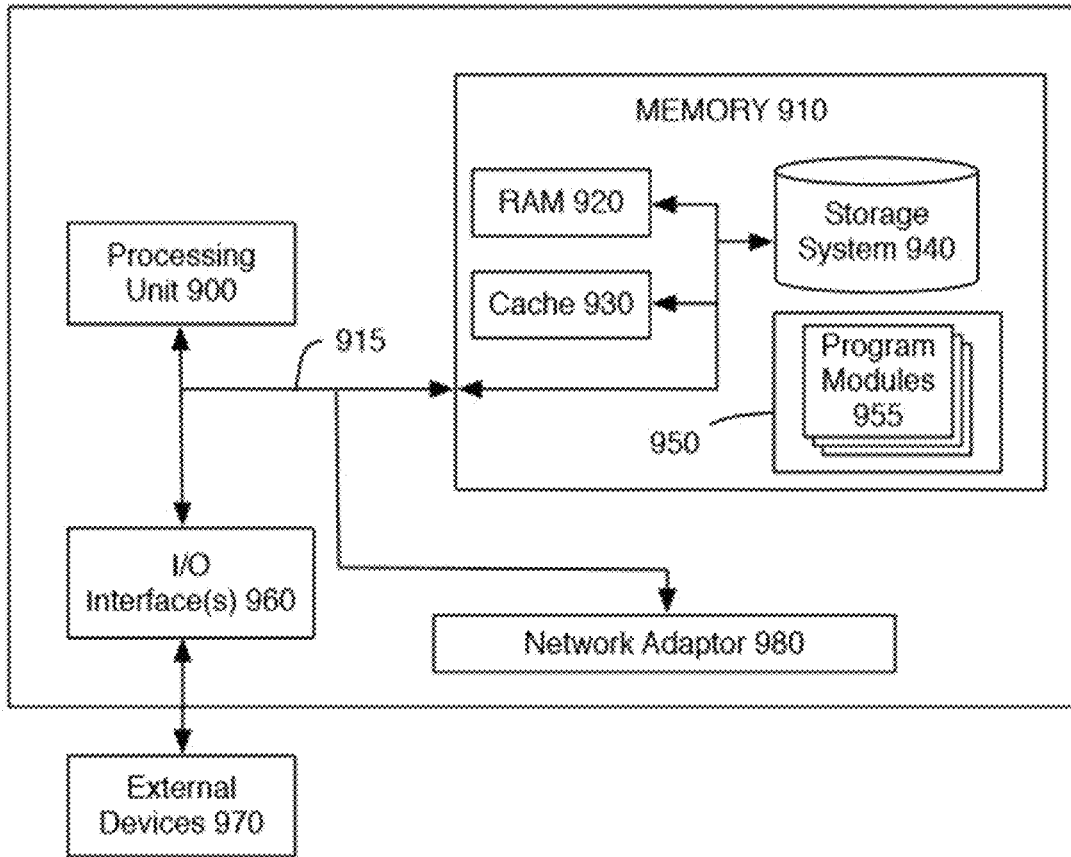 MEMORY 910
RAM 920
Storage
System 940
Processing
Unit 900
Cache 930
915
Program
Modules
955
950
I/O
Interface(s) 960
Network Adaptor 980
External
Devices 970